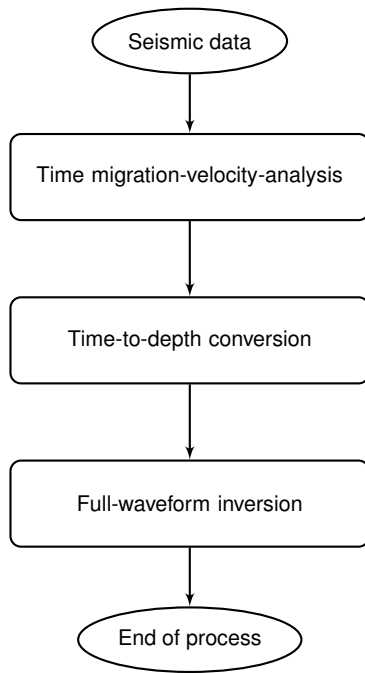 Seismic data
Time migration-velocity-analysis
Time-to-depth conversion
Full-waveform inversion
End of process